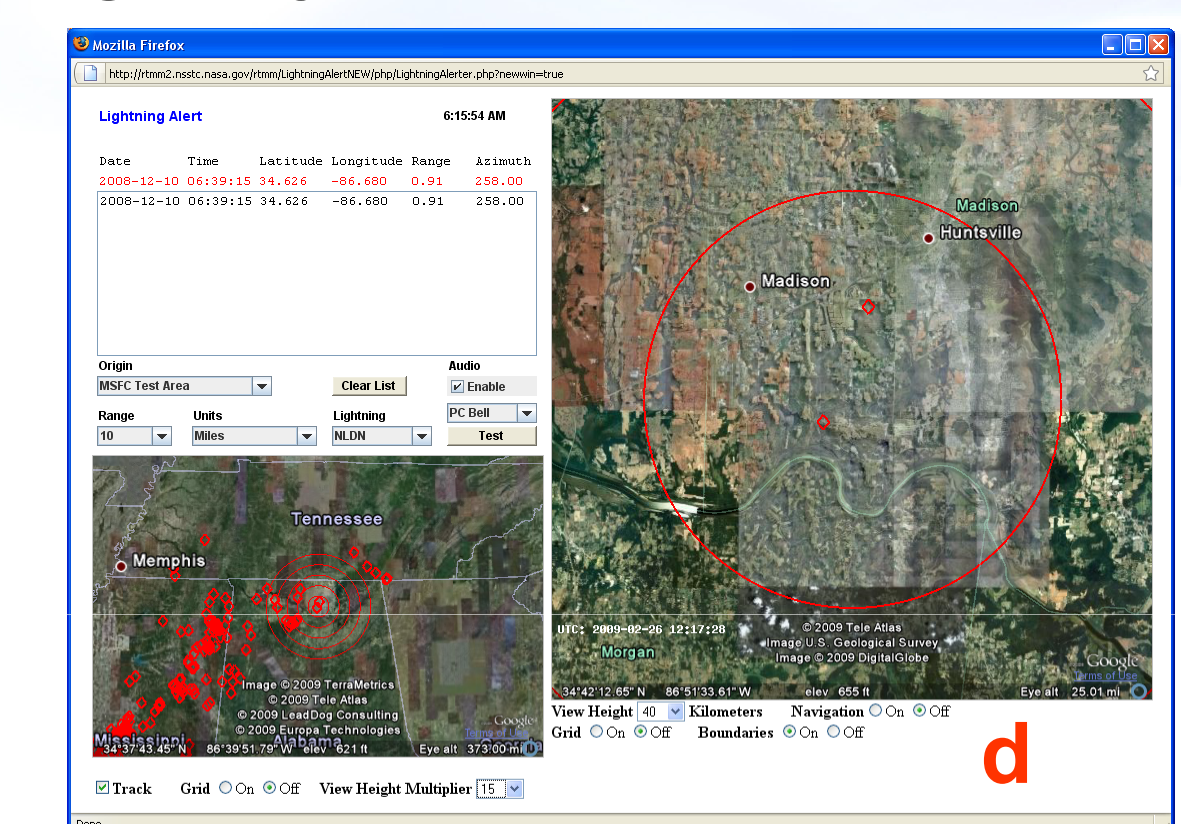 Mozilla Firefox
http://rtmm2.nsstc.nasa.gov/rtmm/LightningAlertNEW/php/LightningAlerter.php?newwin=true
Lightning Alert 6:15:54 AM
Date Time Latitude Longitude Range Azimuth
2008-12-10 06:39:15 34.626 -86.680 0.91 258.00
2008-12-10 06:39:15 34.626 -86.680 0.91 258.00
Origin Audio
MSFC Test Area Clear List Enable
Range Units Lightning PC Bell
10 Miles NLDN Test
Tennessee
Memphis
Image © 2009 TerraMetrics
© 2009 Tele Atlas
© 2009 LeadDog Consulting
© 2009 Europa Technologies
Google
Terms of Use
Mississippi Alabama Georgia
34°37'43.45" N 86°39'51.79" W elev 621 ft Eye alt 373.00 mi
Track Grid On Off View Height Multiplier 15
Madison
Huntsville
Madison
UTC: 2009-02-26 12:17:28
Morgan
© 2009 Tele Atlas
Image U.S. Geological Survey
Image © 2009 DigitalGlobe
Google
Terms of Use
34°42'12.65" N 86°51'33.61" W elev 655 ft Eye alt 25.01 mi
View Height 40 Kilometers Navigation On Off
Grid On Off Boundaries On Off
d
Done